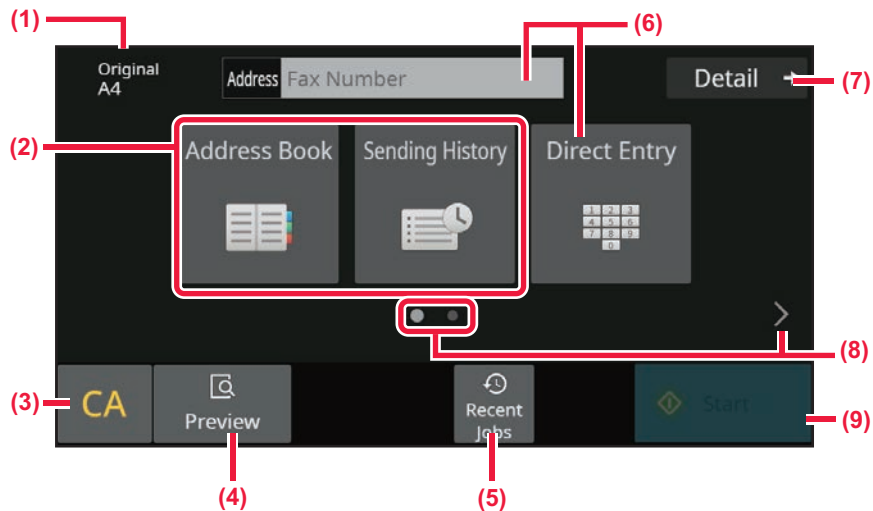 (1)
(6)
Original
A4
Address Fax Number
Detail
(7)
(2)
Address Book
Sending History
Direct Entry
1 2 3
4 5 6
7 8 9
0
(8)
(3)
CA
Preview
Recent
Jobs
Start
(9)
(4)
(5)